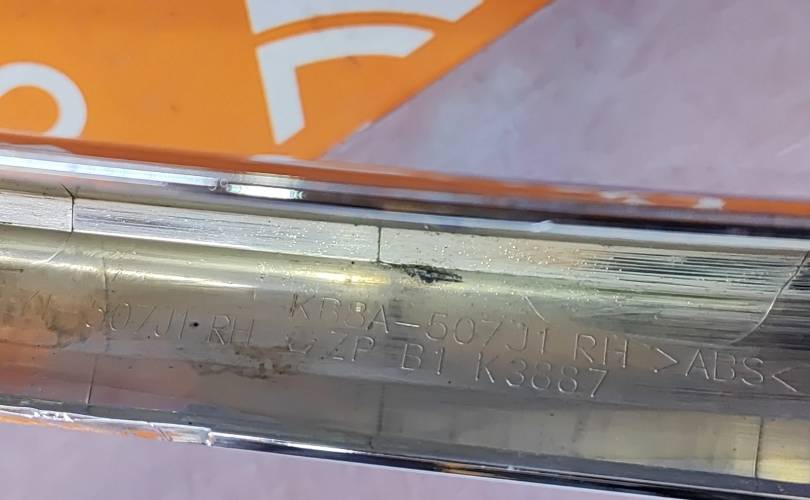 507J1 RH KB8A-507J1 RH >ABS<
ZP B1 K3887